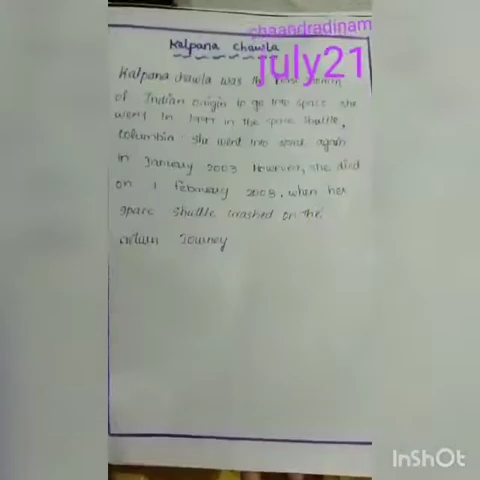 chaandradinam
Kalpana chawla
july21
Kalpana chawla was the women
of Indian origin to go into space she
went in 1997 in the space shuttle,
columbia she went into space again
in January 2003 However, she died
on 1 February 2003, when her
space shuttle crashed on the
return Journey
InShOt